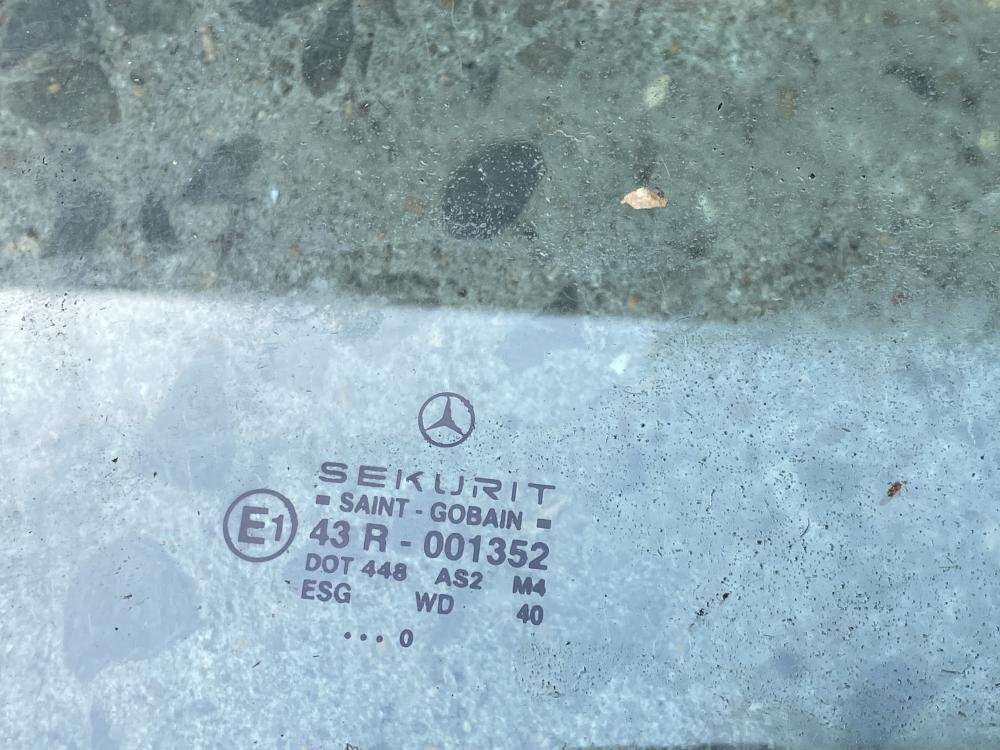 SEKURIT
SAINT - GOBAIN
E1 43 R - 001352
DOT 448 AS2 M4
ESG WD 40
... 0